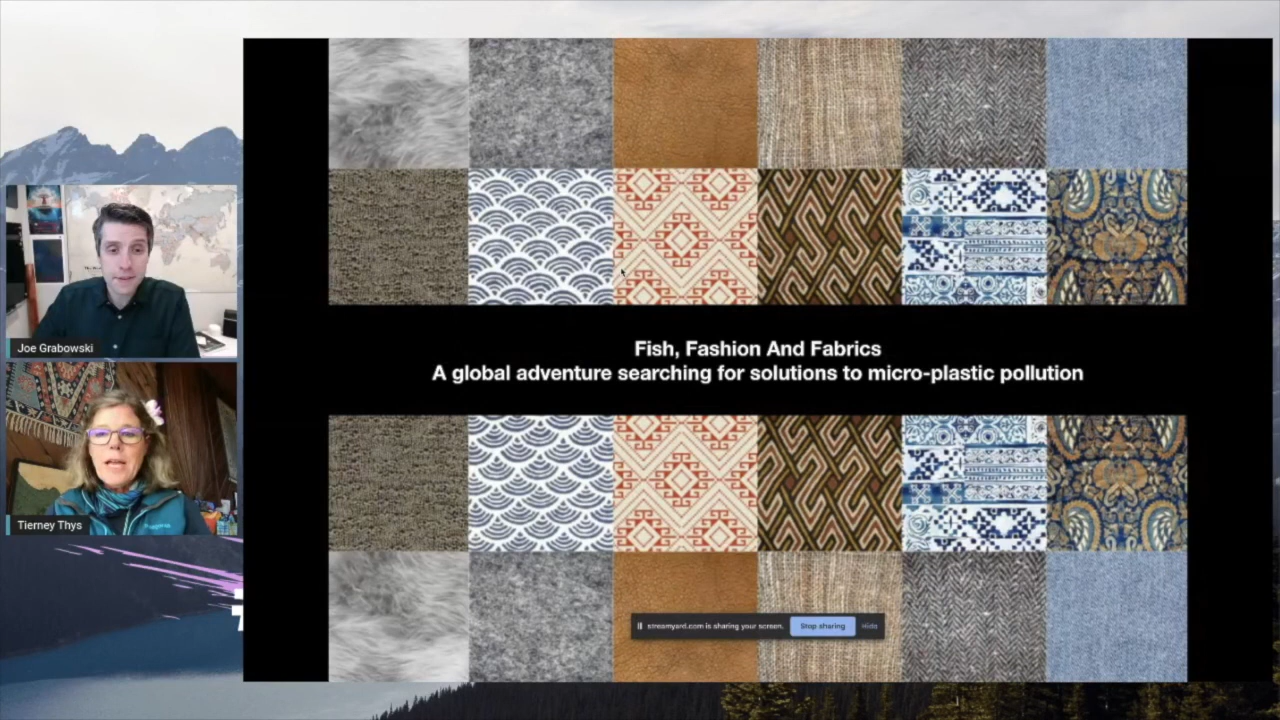 Joe Grabowski
Tierney Thys
Fish, Fashion And Fabrics
A global adventure searching for solutions to micro-plastic pollution
streamyard.com is sharing your screen.
Stop sharing
Hide